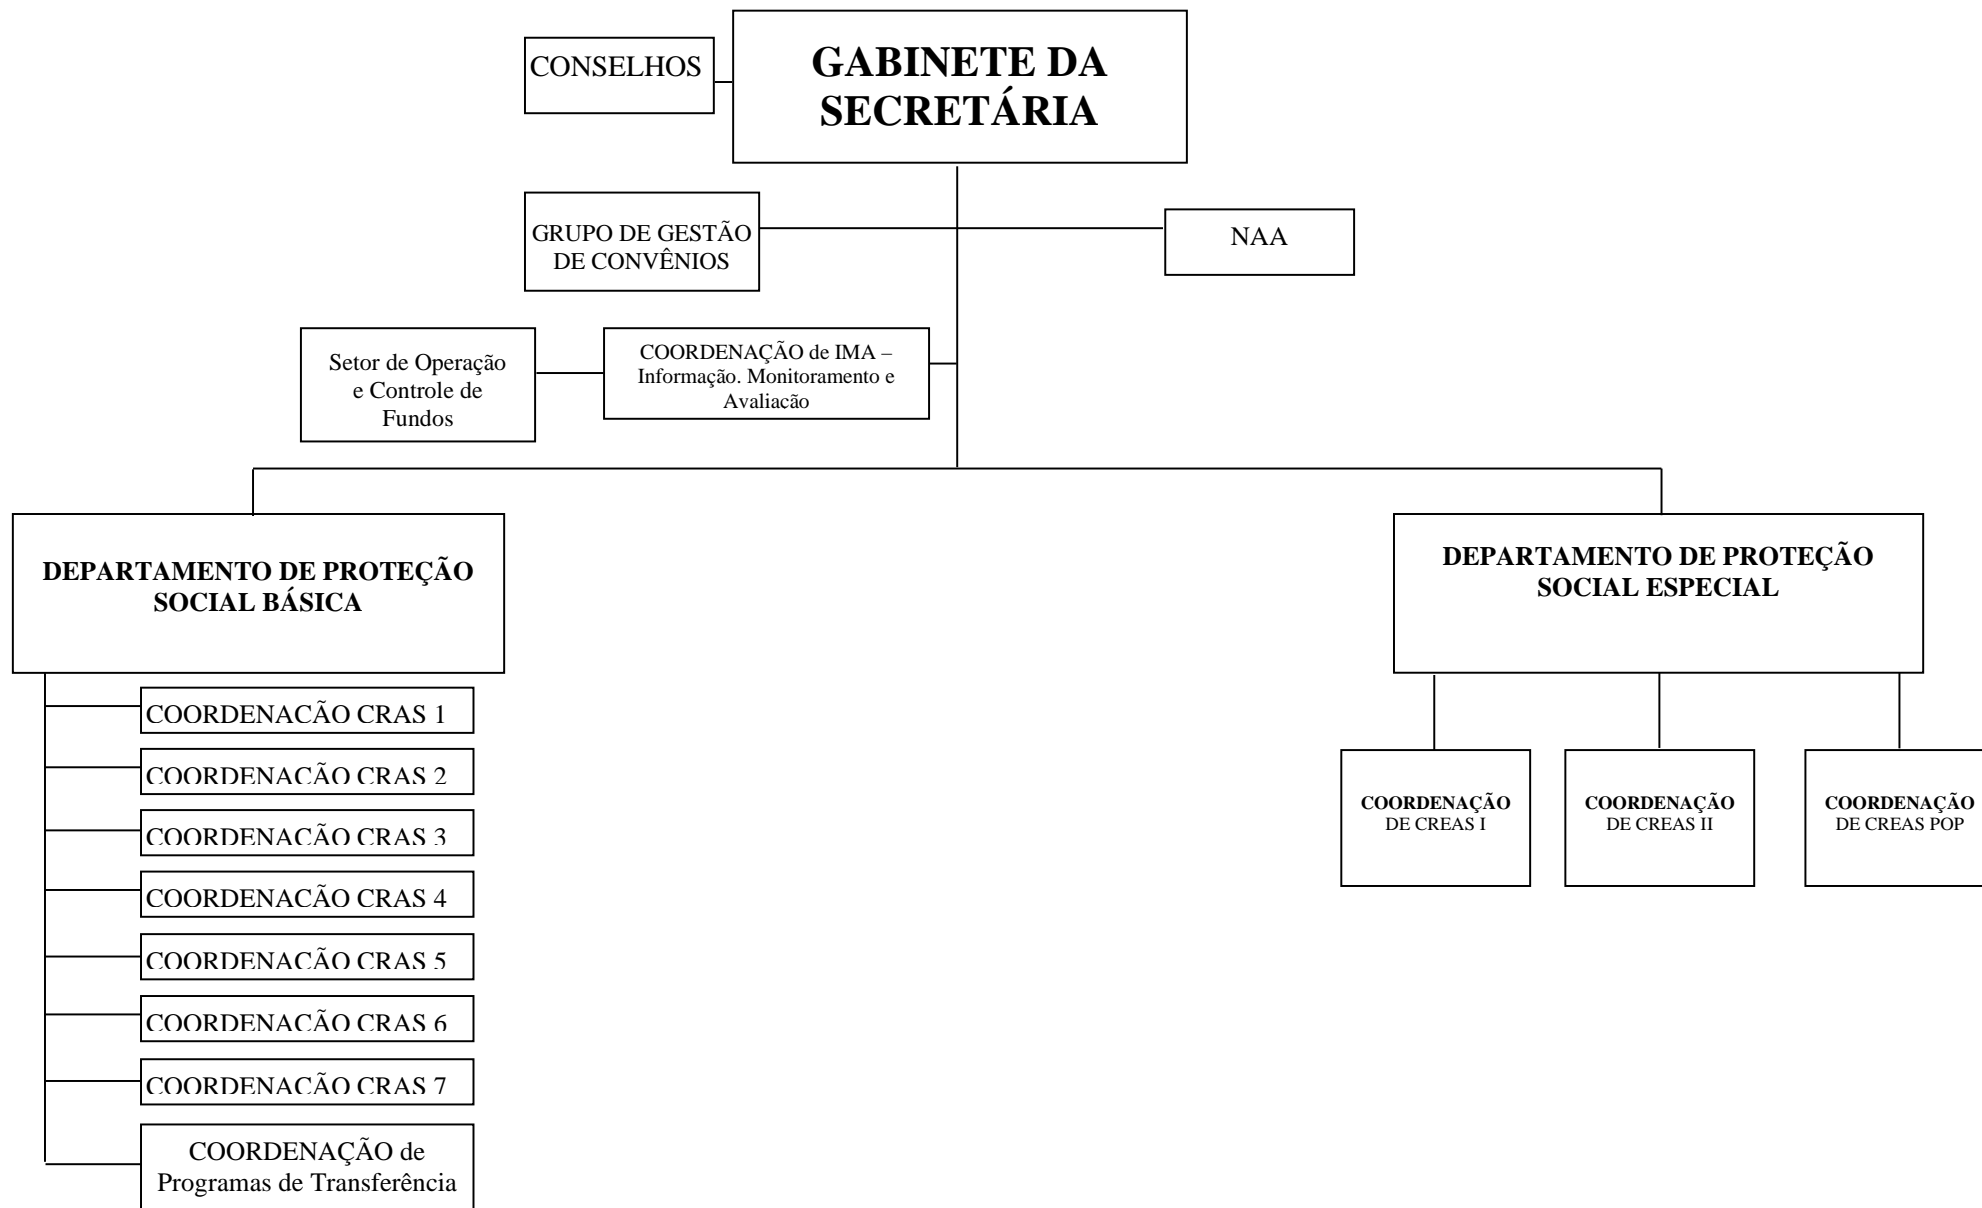 CONSELHOS
GABINETE DA
SECRETÁRIA
GRUPO DE GESTÃO
DE CONVÊNIOS
NAA
Setor de Operação
e Controle de
Fundos
COORDENAÇÃO de IMA –
Informação. Monitoramento e
Avaliação
DEPARTAMENTO DE PROTEÇÃO
SOCIAL BÁSICA
DEPARTAMENTO DE PROTEÇÃO
SOCIAL ESPECIAL
COORDENAÇÃO CRAS 1
COORDENAÇÃO CRAS 2
COORDENAÇÃO CRAS 3
COORDENAÇÃO CRAS 4
COORDENAÇÃO CRAS 5
COORDENAÇÃO CRAS 6
COORDENAÇÃO CRAS 7
COORDENAÇÃO de
Programas de Transferência
COORDENAÇÃO
DE CREAS I
COORDENAÇÃO
DE CREAS II
COORDENAÇÃO
DE CREAS POP